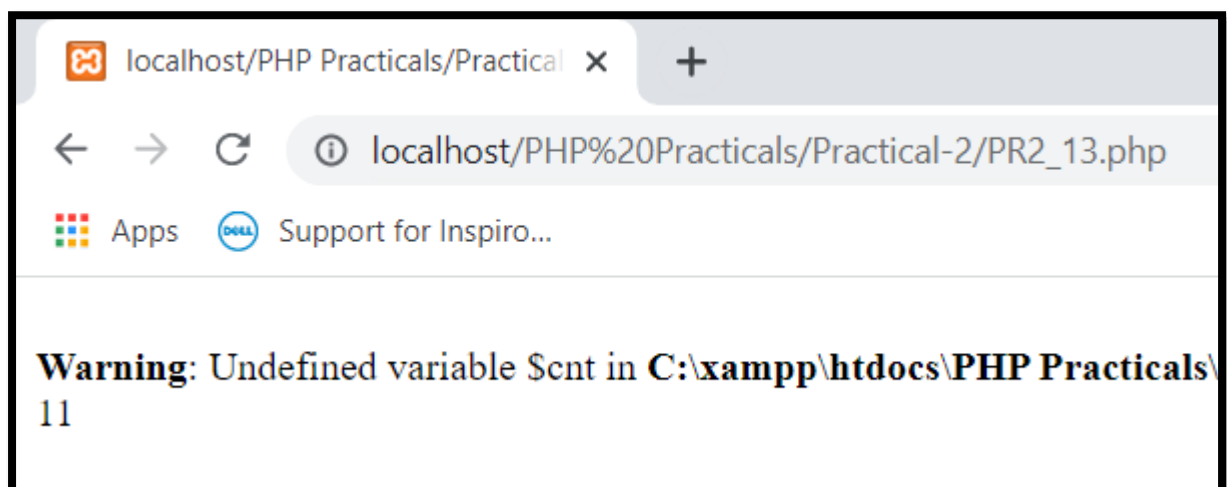 localhost/PHP Practicals/Practical
localhost/PHP%20Practicals/Practical-2/PR2_13.php
Apps DELL Support for Inspiro...
Warning: Undefined variable $cnt in C:\xampp\htdocs\PHP Practicals\
11